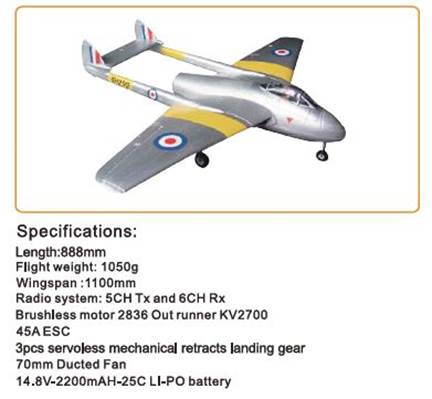 Specifications:
Length:888mm
Flight weight: 1050g
Wingspan :1100mm
Radio system: 5CH Tx and 6CH Rx
Brushless motor 2836 Out runner KV2700
45A ESC
3pcs servoless mechanical retracts landing gear
70mm Ducted Fan
14.8V-2200mAH-25C LI-PO battery